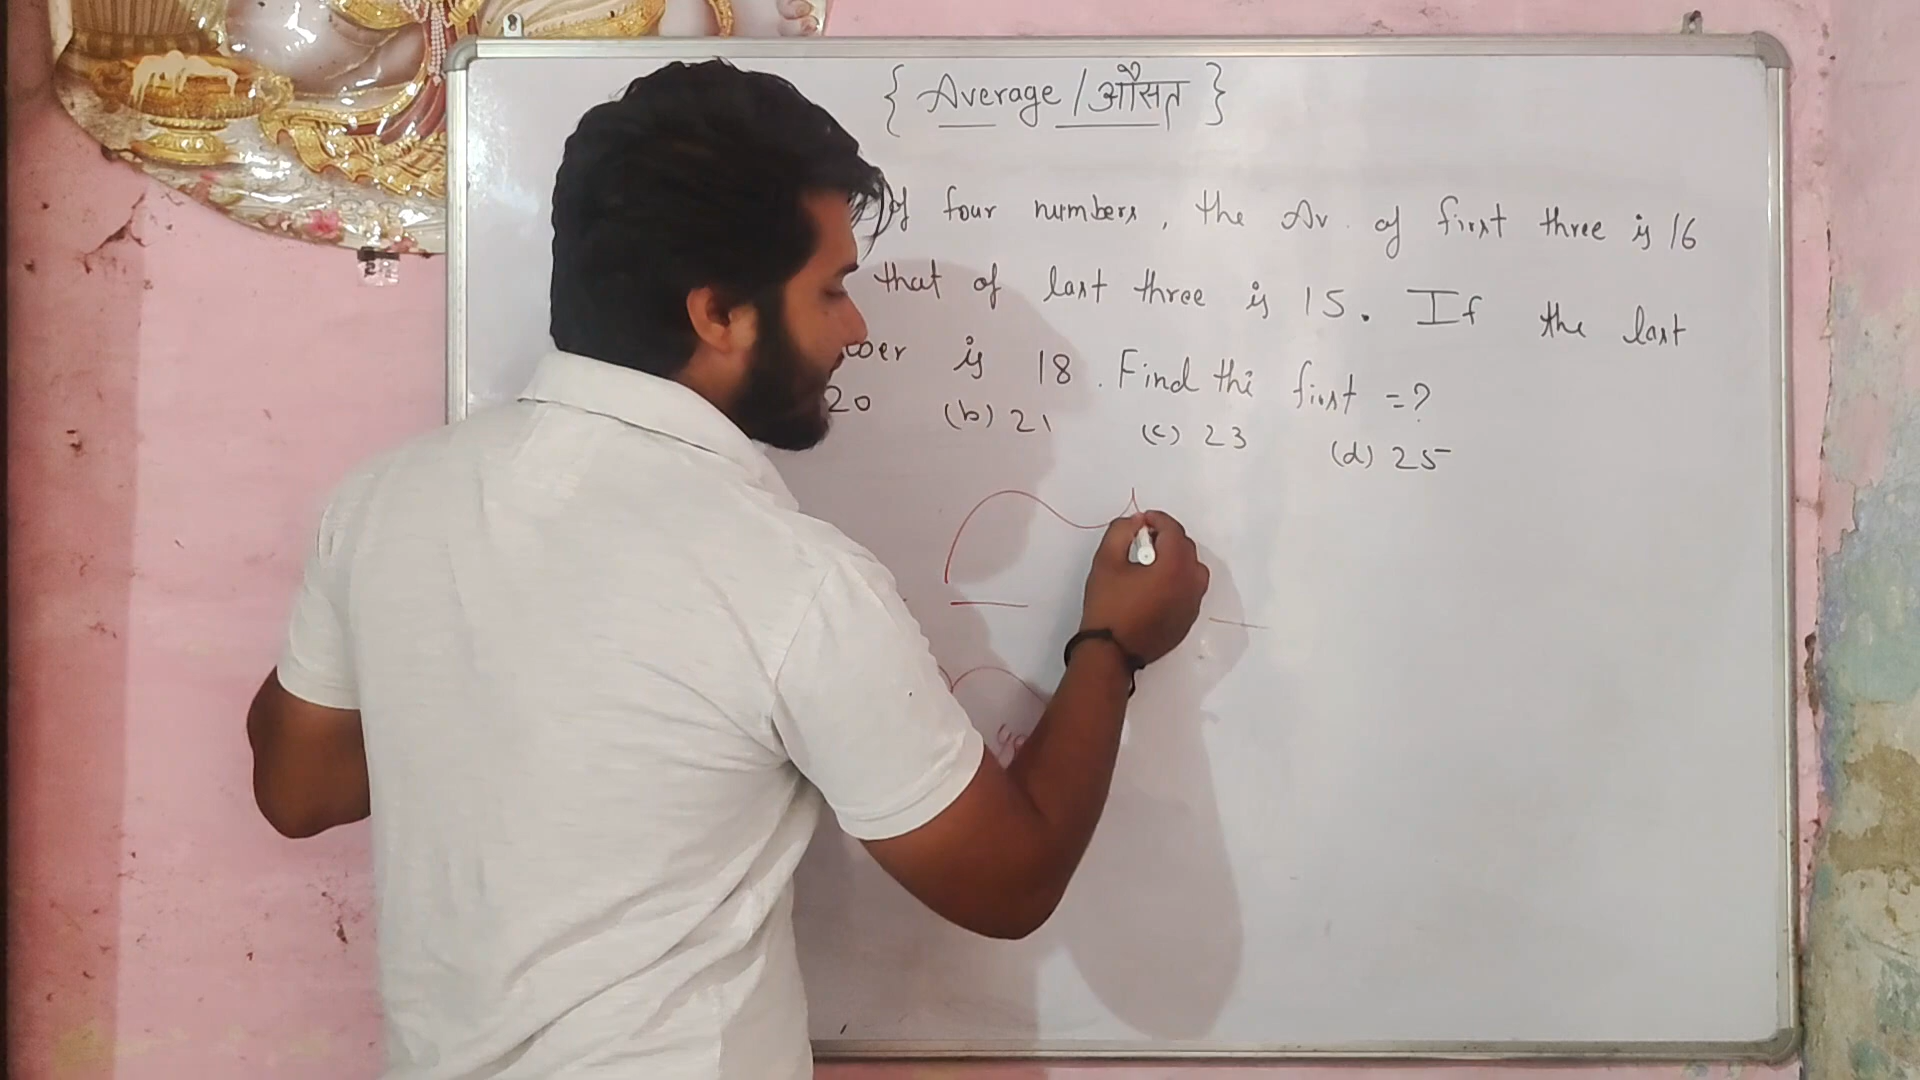 { Average / औसत }
Of four numbers, the Av. of first three is 16
that of last three is 15. If the last
is 18. Find the first = ?
20 (b) 21 (c) 23 (d) 25